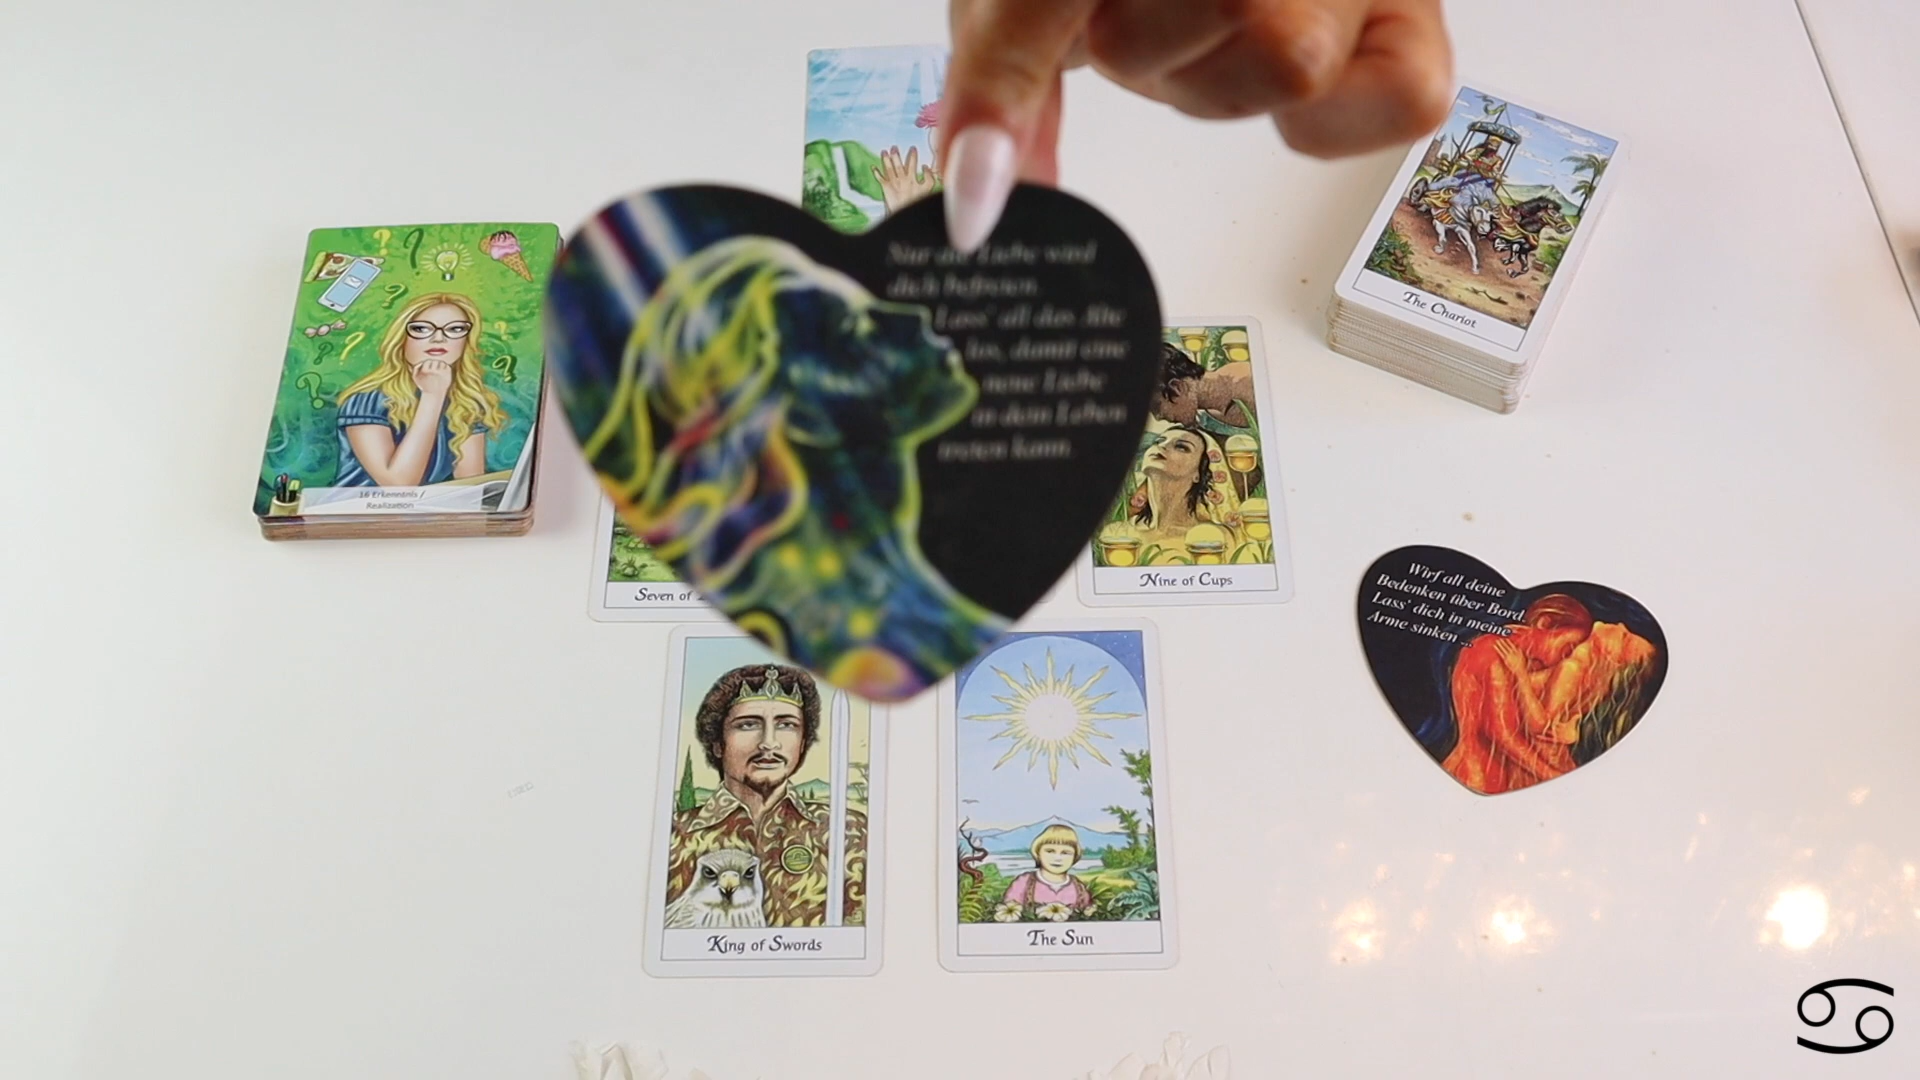 Nur die Liebe wird
dich befreien.
Lass' all das Alte
los, damit eine
neue Liebe
in dein Leben
treten kann.
The Chariot
16 Erkenntnis /
Realization
Seven of
Nine of Cups
Wirf all deine
Bedenken über Bord.
Lass' dich in meine
Arme sinken ...
King of Swords
The Sun